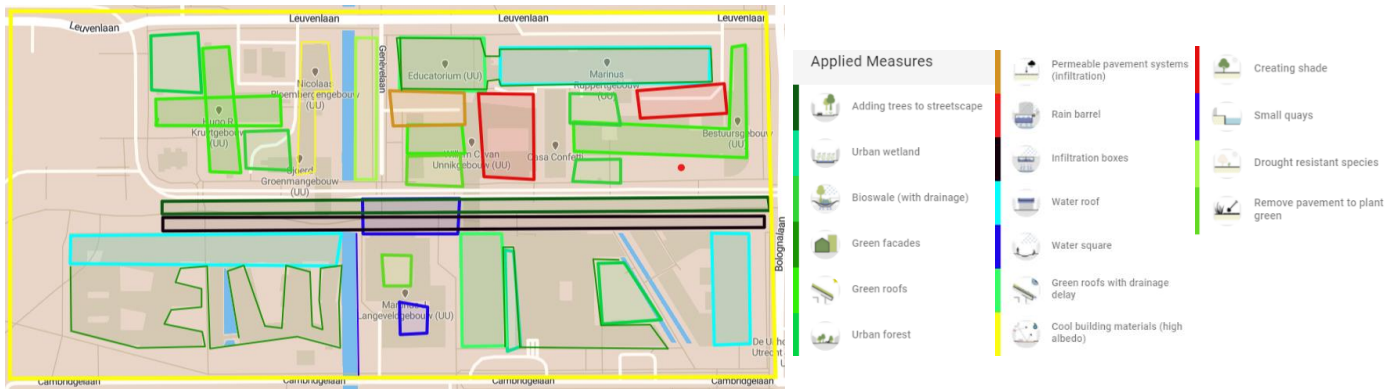 Leuvenlaan
Leuvenlaan
Leuvenlaan
Leuvenlaan
Genèvelaan
Nicolaas
Bloembergengebouw
(UU)
Educatorium (UU)
Marinus
Ruppertgebouw
(UU)
Hugo R.
Kruytgebouw
(UU)
Willem C. van
Unnikgebouw (UU)
Casa Confetti
Bestuursgebouw
(UU)
Sjoerd
Groenmangebouw
(UU)
Bolognalaan
Martinus J.
Langeveldgebouw (UU)
De Uith
Utrecht
Cambridgelaan
Cambridgelaan
Cambridgelaan
Cambridgelaan
Applied Measures
Adding trees to streetscape
Urban wetland
Bioswale (with drainage)
Green facades
Green roofs
Urban forest
Permeable pavement systems
(infiltration)
Rain barrel
Infiltration boxes
Water roof
Water square
Green roofs with drainage
delay
Cool building materials (high
albedo)
Creating shade
Small quays
Drought resistant species
Remove pavement to plant
green